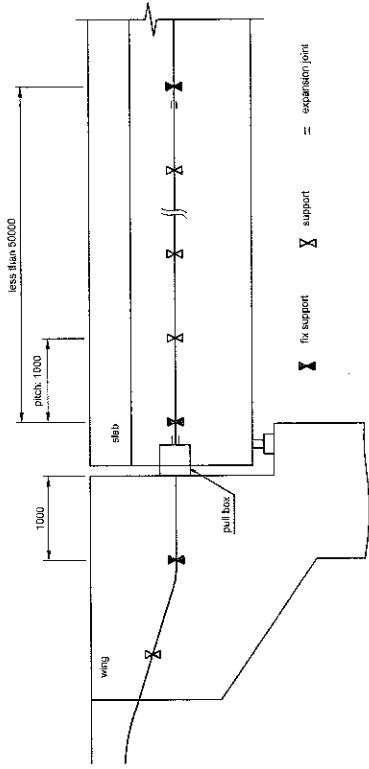 less than 50000
pitch: 1000
1000
slab
wing
pull box
fix support
support
expansion joint